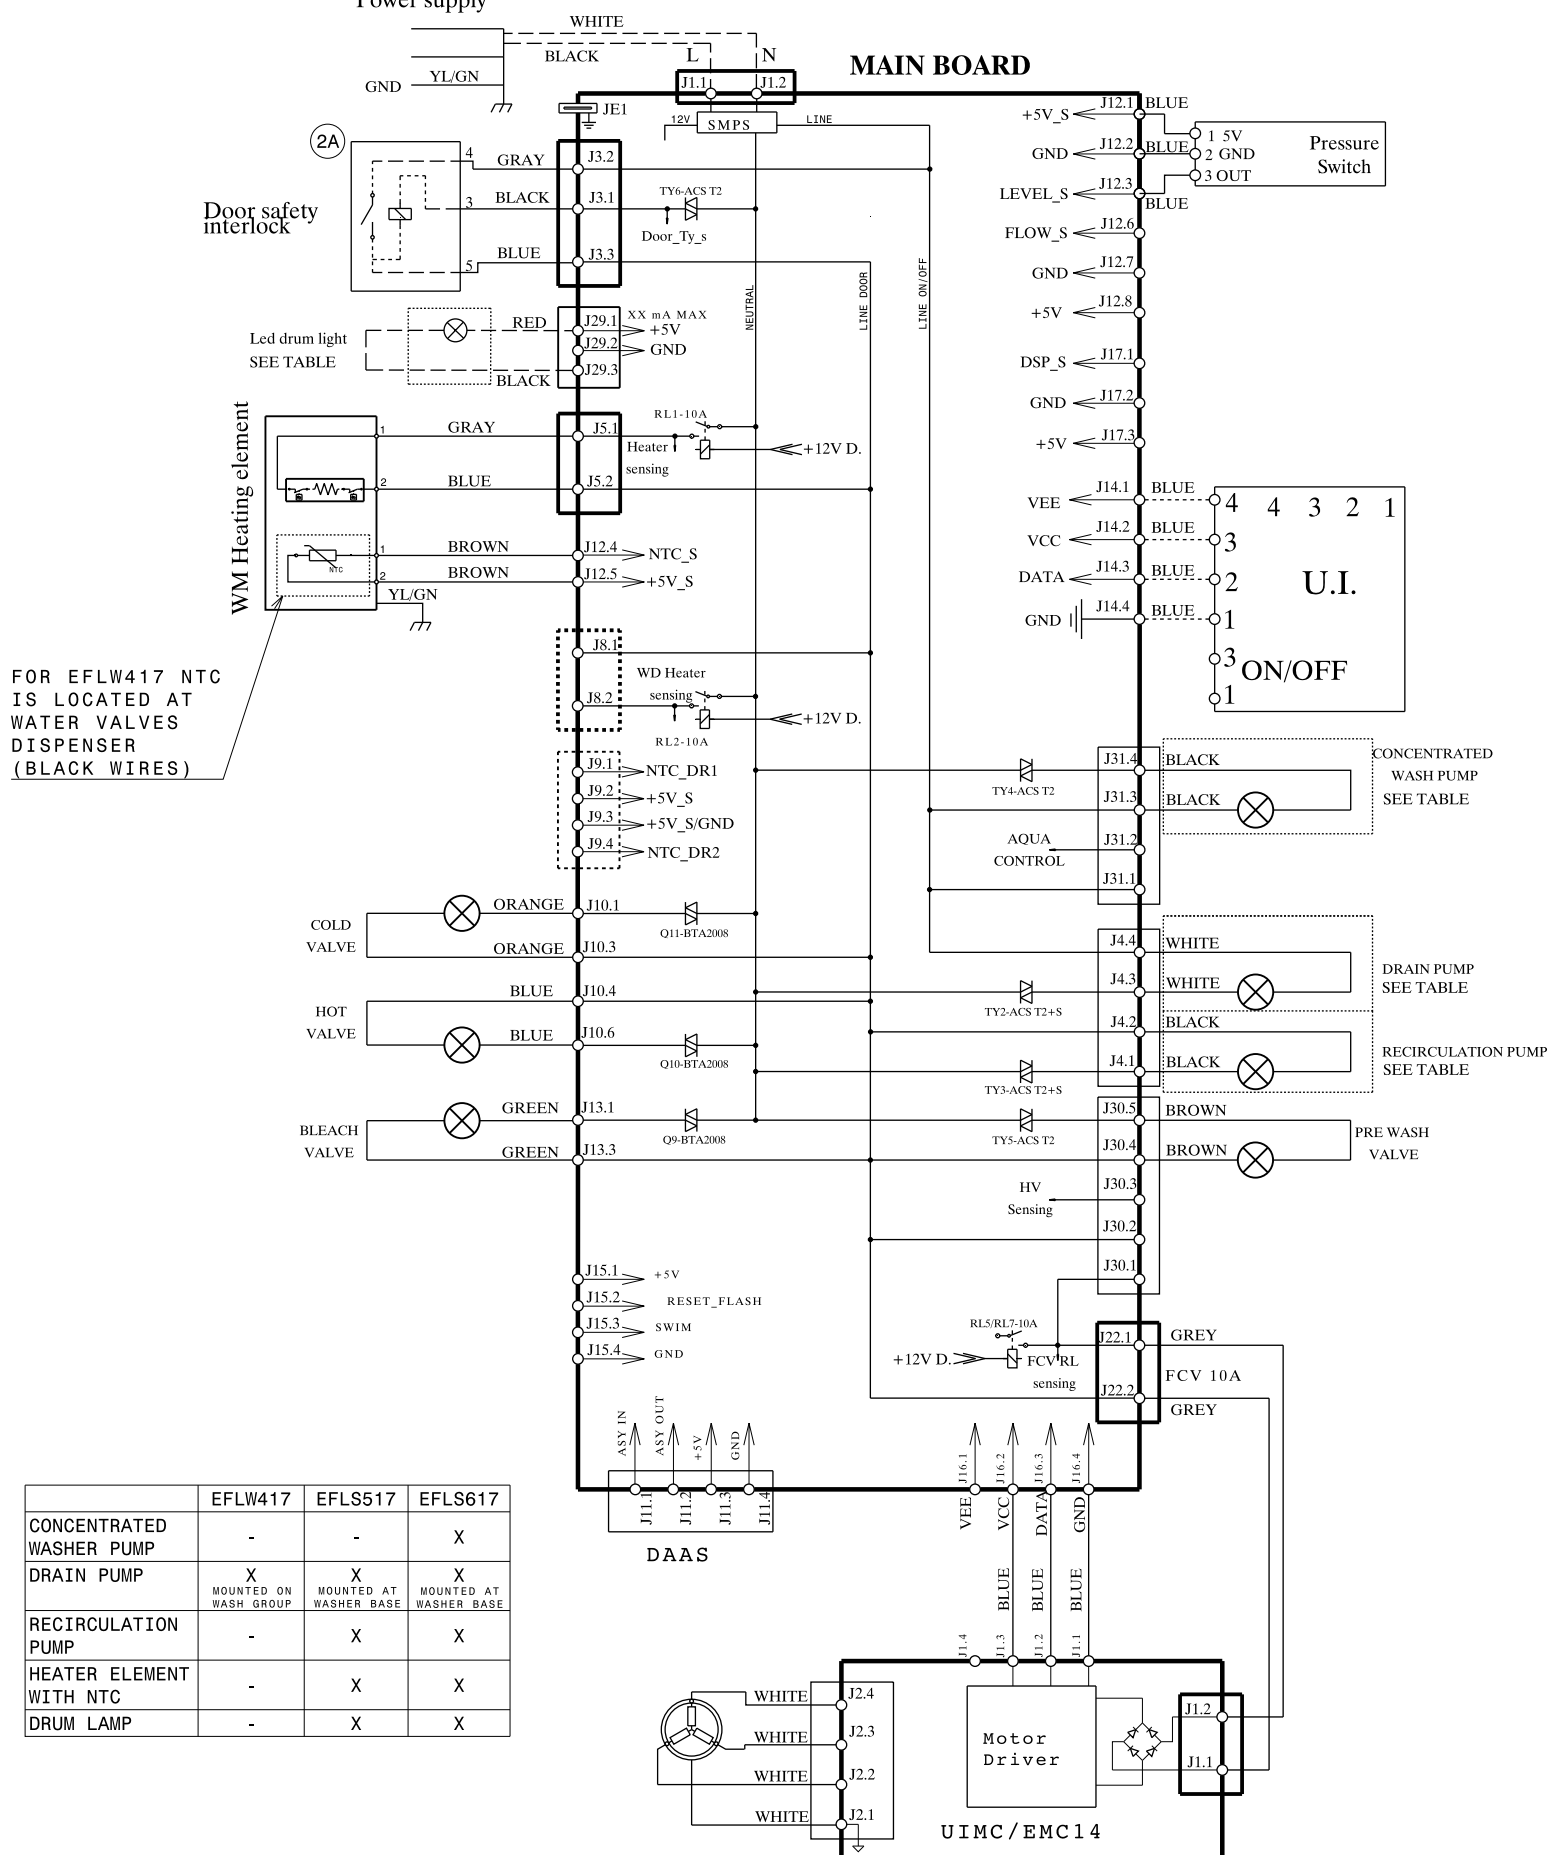 Power supply
WHITE
BLACK
L N
GND YL/GN
MAIN BOARD
J1.1 J1.2
JE1
12V SMPS LINE
2A
Door safety
interlock
4 GRAY J3.2
3 BLACK J3.1
5 BLUE J3.3
TY6-ACS T2
Door_Ty_s
NEUTRAL
LINE DOOR
LINE ON/OFF
Led drum light
SEE TABLE
RED J29.1 XX mA MAX
+5V
J29.2 GND
BLACK J29.3
WM Heating element
1 GRAY J5.1
2 BLUE J5.2
RL1-10A
Heater
sensing
+12V D.
NTC
1 BROWN J12.4 NTC_S
2 BROWN J12.5 +5V_S
YL/GN
FOR EFLW417 NTC
IS LOCATED AT
WATER VALVES
DISPENSER
(BLACK WIRES)
J8.1
J8.2
WD Heater
sensing
+12V D.
RL2-10A
J9.1 NTC_DR1
J9.2 +5V_S
J9.3 +5V_S/GND
J9.4 NTC_DR2
COLD
VALVE
ORANGE J10.1
Q11-BTA2008
ORANGE J10.3
HOT
VALVE
BLUE J10.4
BLUE J10.6
Q10-BTA2008
BLEACH
VALVE
GREEN J13.1
Q9-BTA2008
GREEN J13.3
J15.1 +5V
J15.2 RESET_FLASH
J15.3 SWIM
J15.4 GND
ASY IN
ASY OUT
+5V
GND
J11.1
J11.2
J11.3
J11.4
DAAS
+5V_S J12.1 BLUE
GND J12.2 BLUE
LEVEL_S J12.3 BLUE
1 5V
2 GND
3 OUT
Pressure
Switch
FLOW_S J12.6
GND J12.7
+5V J12.8
DSP_S J17.1
GND J17.2
+5V J17.3
VEE J14.1 BLUE 4
VCC J14.2 BLUE 3
DATA J14.3 BLUE 2
GND J14.4 BLUE 1
4 3 2 1
U.I.
3
1
ON/OFF
TY4-ACS T2
J31.4 BLACK
J31.3 BLACK
CONCENTRATED
WASH PUMP
SEE TABLE
AQUA
CONTROL
J31.2
J31.1
J4.4 WHITE
J4.3 WHITE
TY2-ACS T2+S
DRAIN PUMP
SEE TABLE
J4.2 BLACK
J4.1 BLACK
TY3-ACS T2+S
RECIRCULATION PUMP
SEE TABLE
J30.5 BROWN
TY5-ACS T2
J30.4 BROWN
PRE WASH
VALVE
HV
Sensing
J30.3
J30.2
J30.1
RL5/RL7-10A
+12V D.
FCV RL
sensing
J22.1 GREY
FCV 10A
J22.2 GREY
J16.1
J16.2
J16.3
J16.4
VEE
VCC
DATA
GND
BLUE
BLUE
BLUE
J1.4
J1.3
J1.2
J1.1
EFLW417 EFLS517 EFLS617
CONCENTRATED
WASHER PUMP - - X
DRAIN PUMP X X X
MOUNTED ON MOUNTED AT MOUNTED AT
WASH GROUP WASHER BASE WASHER BASE
RECIRCULATION
PUMP - X X
HEATER ELEMENT
WITH NTC - X X
DRUM LAMP - X X
WHITE J2.4
WHITE J2.3
WHITE J2.2
WHITE J2.1
Motor
Driver
J1.2
J1.1
UIMC/EMC14